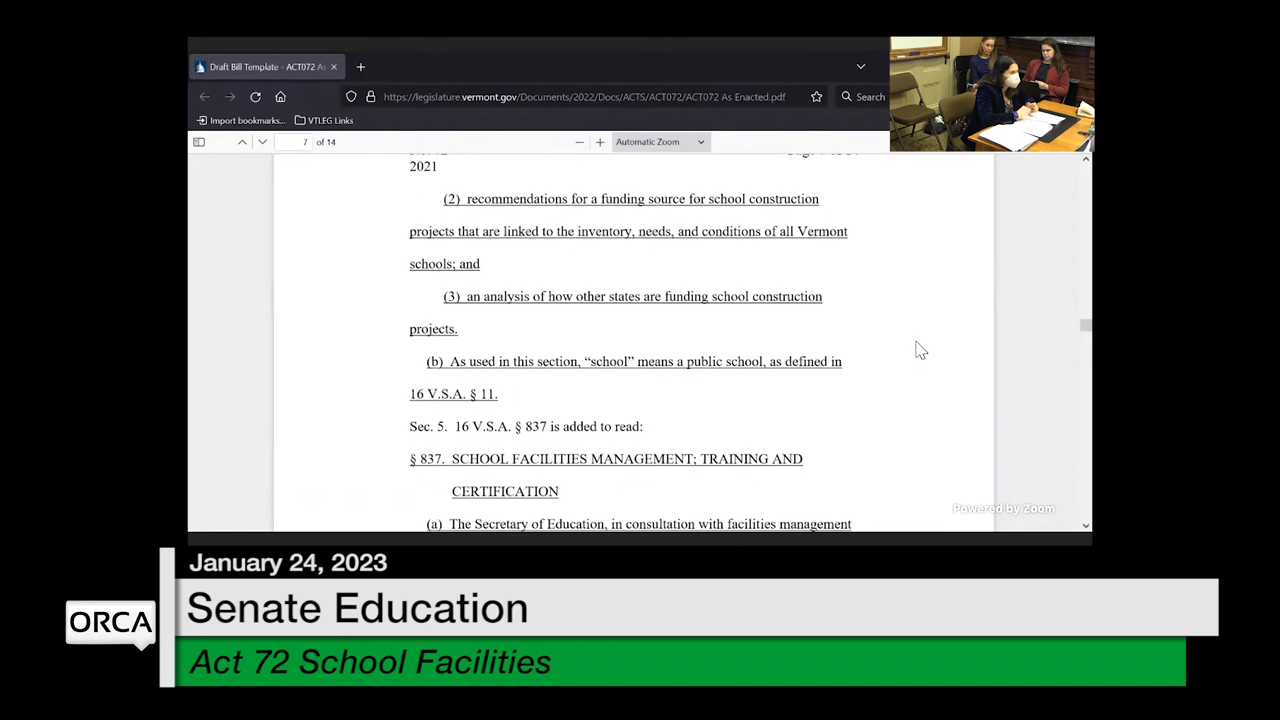 Draft Bill Template - ACT072 As
https://legislature.vermont.gov/Documents/2022/Docs/ACTS/ACT072/ACT072 As Enacted.pdf
Search
Import bookmarks...
VTLEG Links
7 of 14
Automatic Zoom
2021
(2) recommendations for a funding source for school construction
projects that are linked to the inventory, needs, and conditions of all Vermont
schools; and
(3) an analysis of how other states are funding school construction
projects.
(b) As used in this section, “school” means a public school, as defined in
16 V.S.A. § 11.
Sec. 5. 16 V.S.A. § 837 is added to read:
§ 837. SCHOOL FACILITIES MANAGEMENT; TRAINING AND
CERTIFICATION
(a) The Secretary of Education, in consultation with facilities management
Powered by Zoom
January 24, 2023
ORCA
Senate Education
Act 72 School Facilities